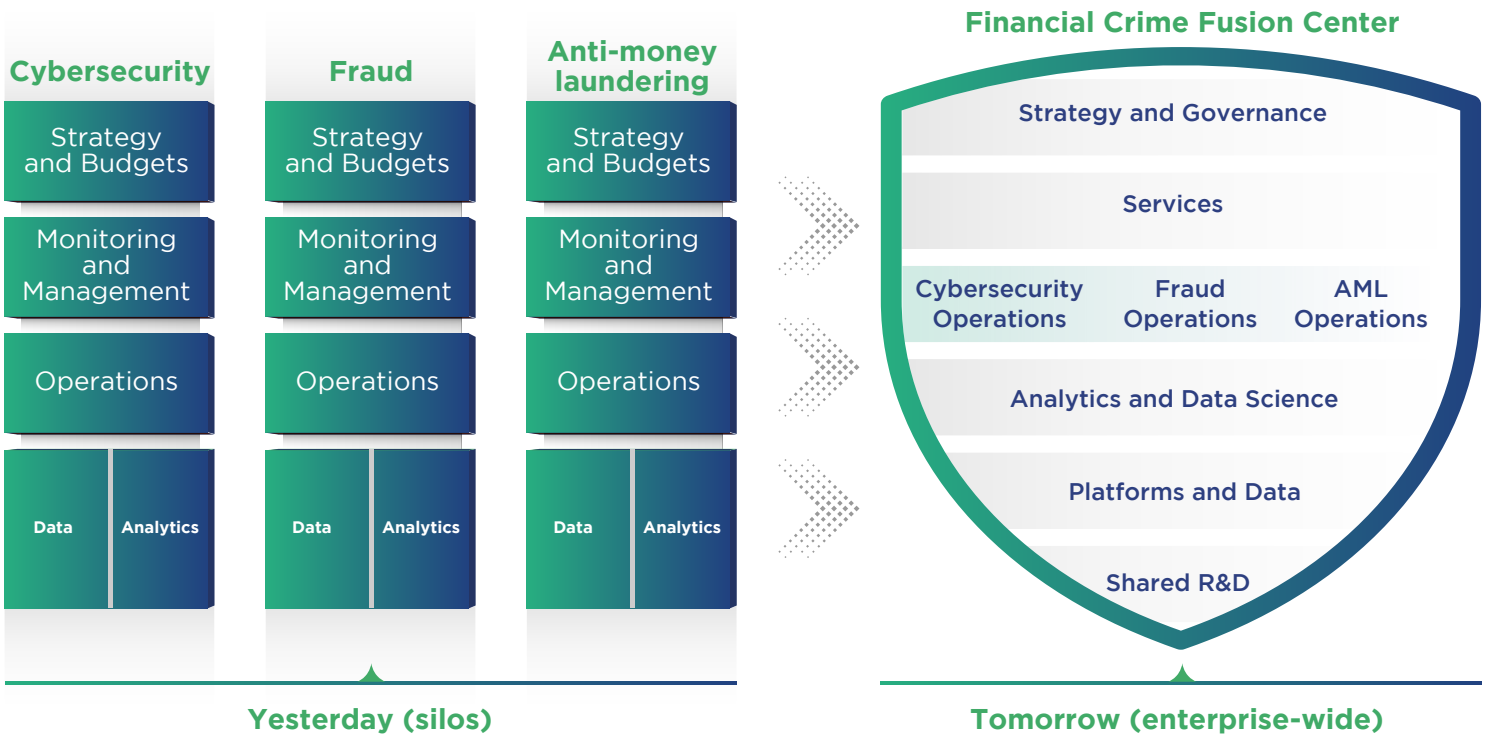 Cybersecurity
Strategy
and Budgets
Monitoring
and
Management
Operations
Data
Analytics
Fraud
Strategy
and Budgets
Monitoring
and
Management
Operations
Data
Analytics
Anti-money
laundering
Strategy
and Budgets
Monitoring
and
Management
Operations
Data
Analytics
Yesterday (silos)
Financial Crime Fusion Center
Strategy and Governance
Services
Cybersecurity
Operations
Fraud
Operations
AML
Operations
Analytics and Data Science
Platforms and Data
Shared R&D
Tomorrow (enterprise-wide)